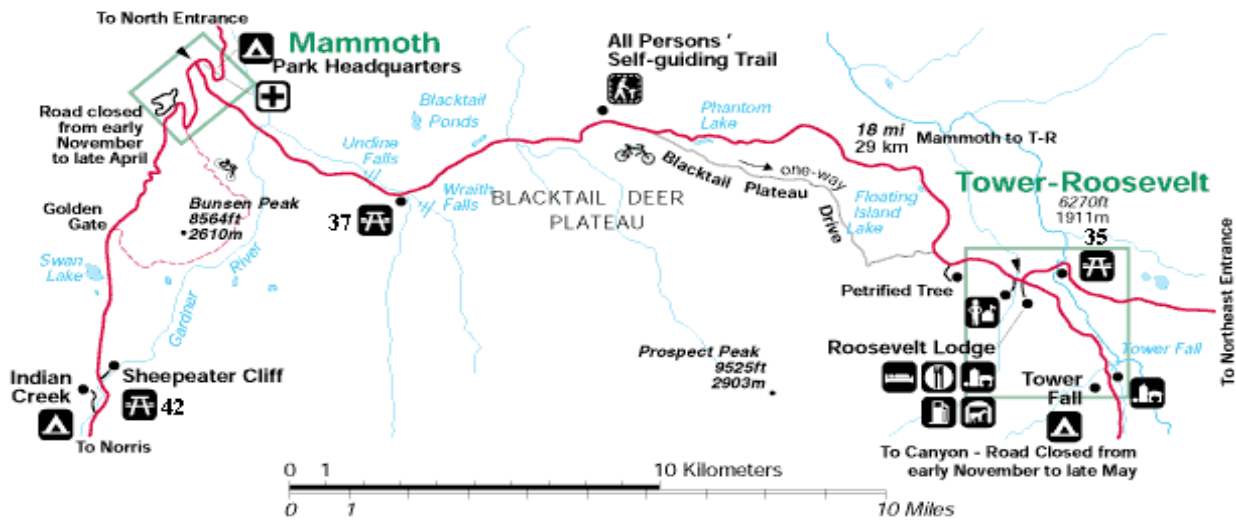 To North Entrance
Mammoth
Park Headquarters
All Persons '
Self-guiding Trail
Road closed
from early
November
to late April
Blacktail
Ponds
Phantom
Lake
18 mi
29 km
Mammoth to T-R
Undine
Falls
one-way
Blacktail Plateau
Drive
Tower-Roosevelt
6270ft
1911m
35
Golden
Gate
Bunsen Peak
8564ft
2610m
37
Wraith
Falls
BLACKTAIL DEER
PLATEAU
Floating
Island
Lake
Swan
Lake
Gardner
River
Petrified Tree
To Northeast Entrance
Roosevelt Lodge
Tower Fall
Prospect Peak
9525ft
2903m
Indian
Creek
Sheepeater Cliff
42
Tower
Fall
To Norris
To Canyon - Road Closed from
early November to late May
0 1 10 Kilometers
0 1 10 Miles